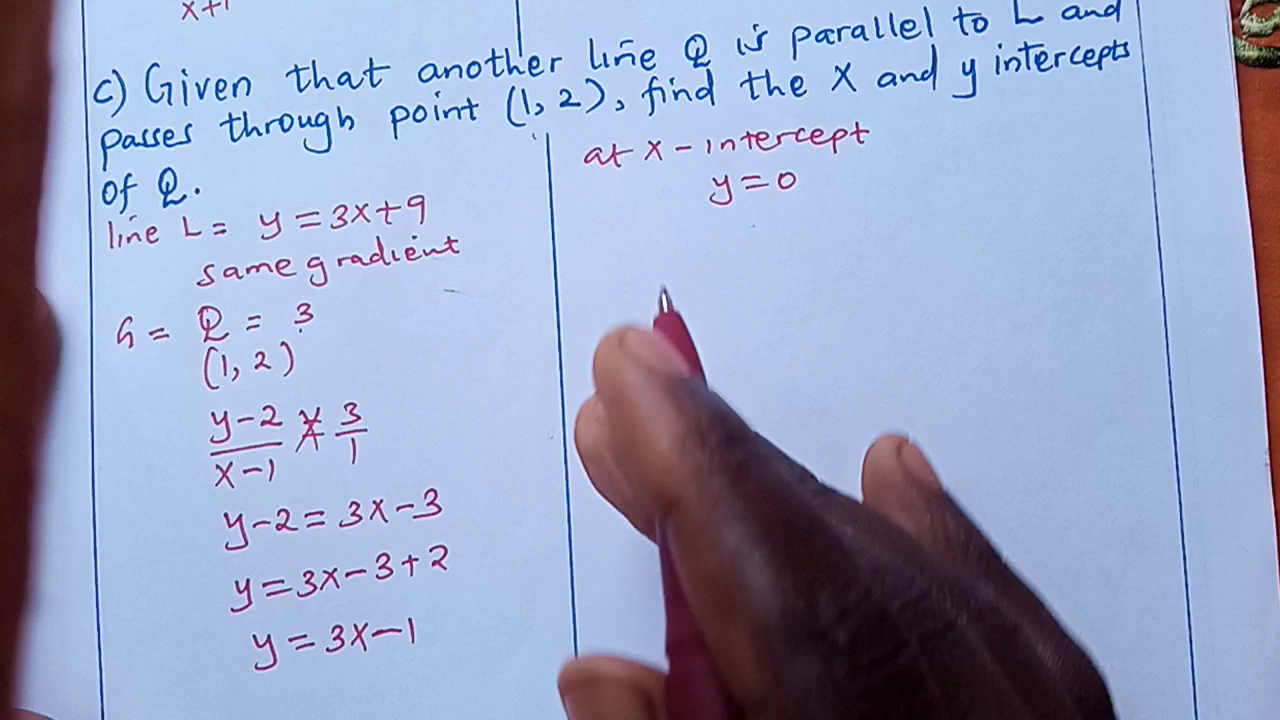 x+1
c) Given that another line Q is parallel to L and
passes through point (1, 2), find the x and y intercepts
of Q.
line L = y = 3x+9
same gradient
G = Q = 3
(1, 2)
y-2 / x-1 = 3 / 1
y-2 = 3x-3
y = 3x-3+2
y = 3x-1
at x-intercept
y = 0